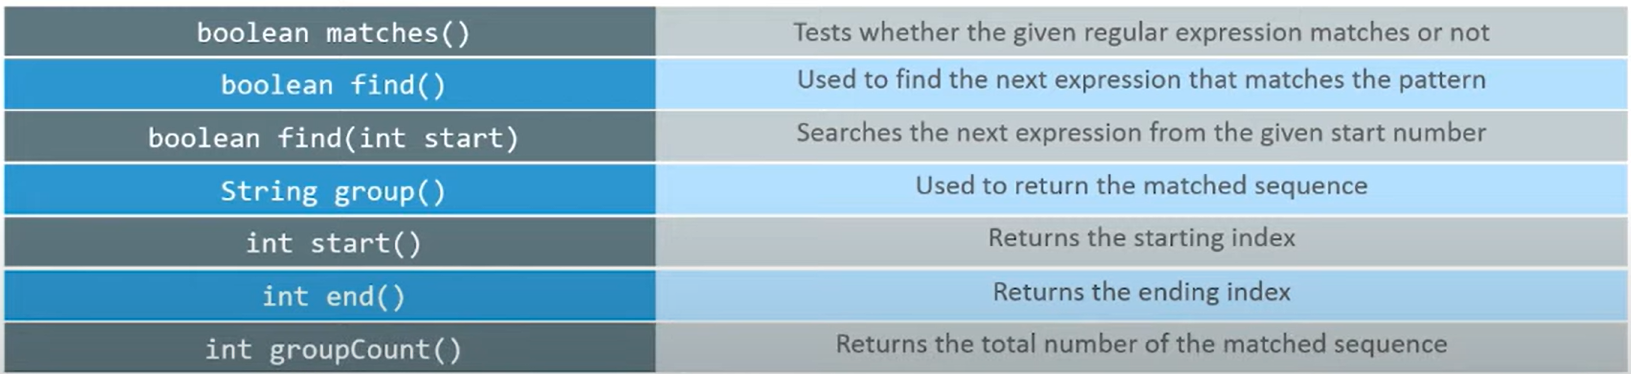 boolean matches() Tests whether the given regular expression matches or not
boolean find() Used to find the next expression that matches the pattern
boolean find(int start) Searches the next expression from the given start number
String group() Used to return the matched sequence
int start() Returns the starting index
int end() Returns the ending index
int groupCount() Returns the total number of the matched sequence